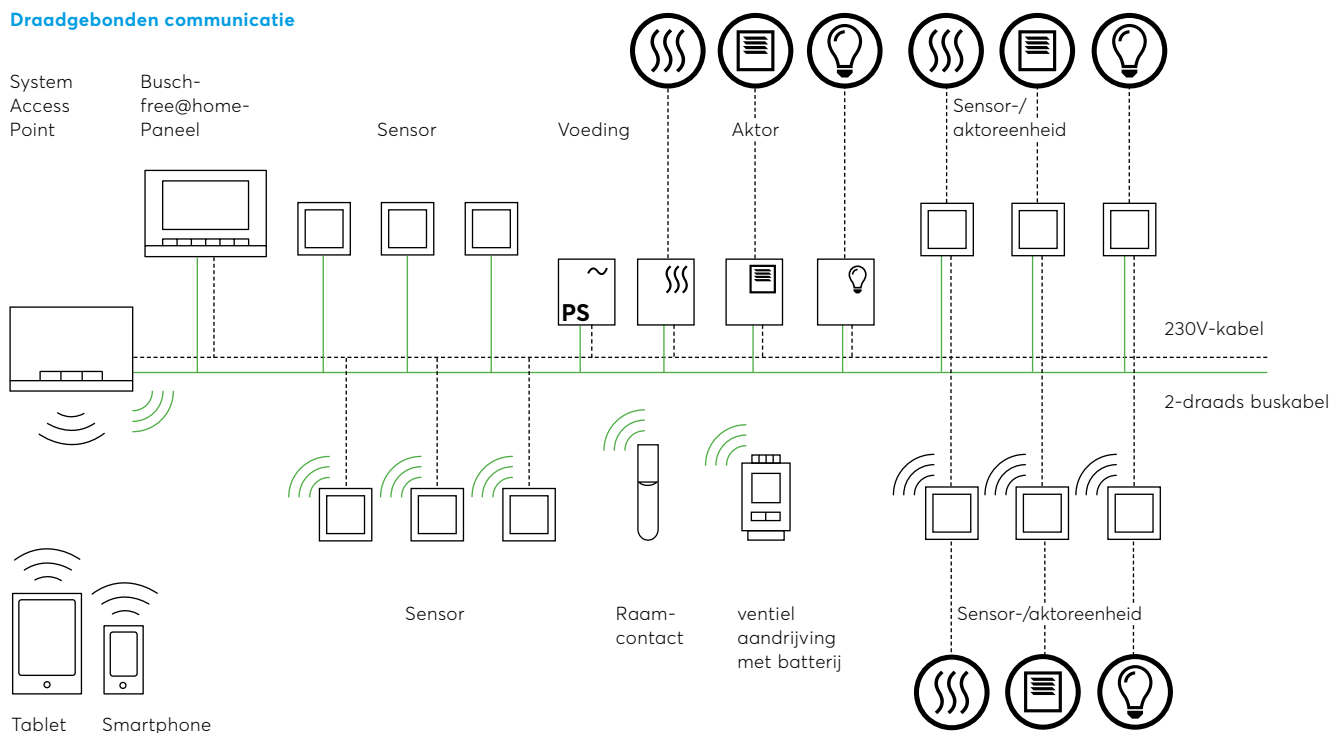 Draadgebonden communicatie
System
Access
Point
Busch-
free@home-
Paneel
Sensor
Voeding
Aktor
Sensor-/
aktoreenheid
PS
230V-kabel
2-draads buskabel
Sensor
Raam-
contact
ventiel
aandrijving
met batterij
Sensor-/aktoreenheid
Tablet
Smartphone